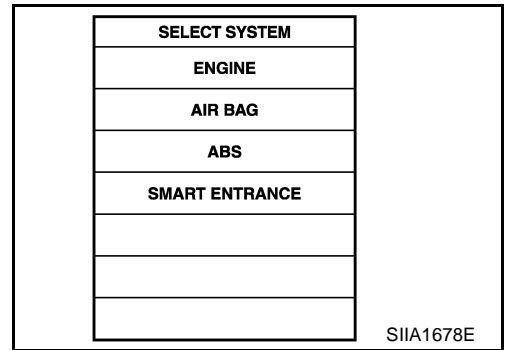 SELECT SYSTEM
ENGINE
AIR BAG
ABS
SMART ENTRANCE
SIIA1678E